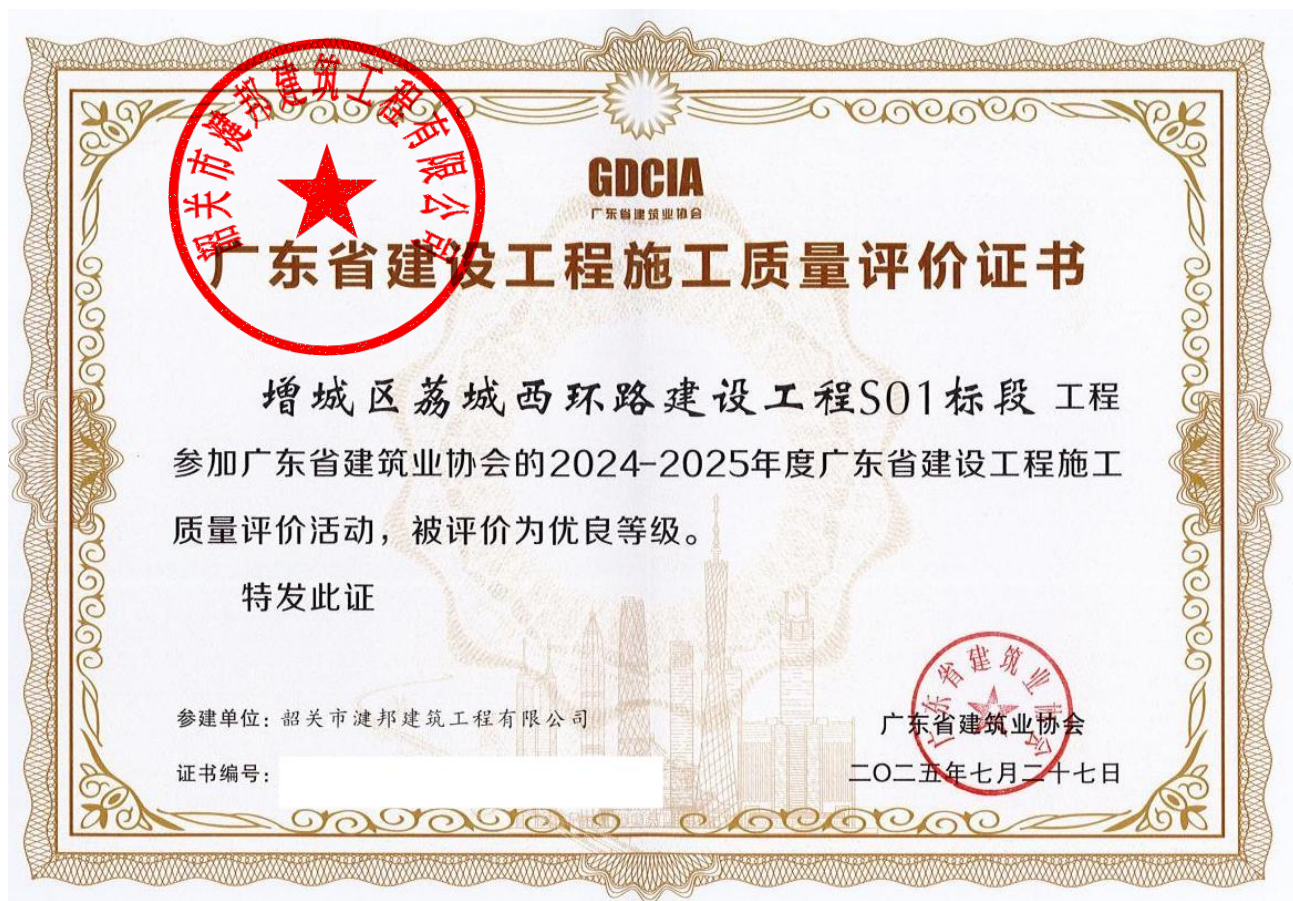 韶关市漣邦建筑工程有限公司
GDCIA
广东省建筑业协会
广东省建设工程施工质量评价证书
增城区荔城西环路建设工程S01标段 工程
参加广东省建筑业协会的2024-2025年度广东省建设工程施工
质量评价活动，被评价为优良等级。
特发此证
参建单位：韶关市漣邦建筑工程有限公司
证书编号：
广东省建筑业协会
广东省建筑业协会
二〇二五年七月二十七日